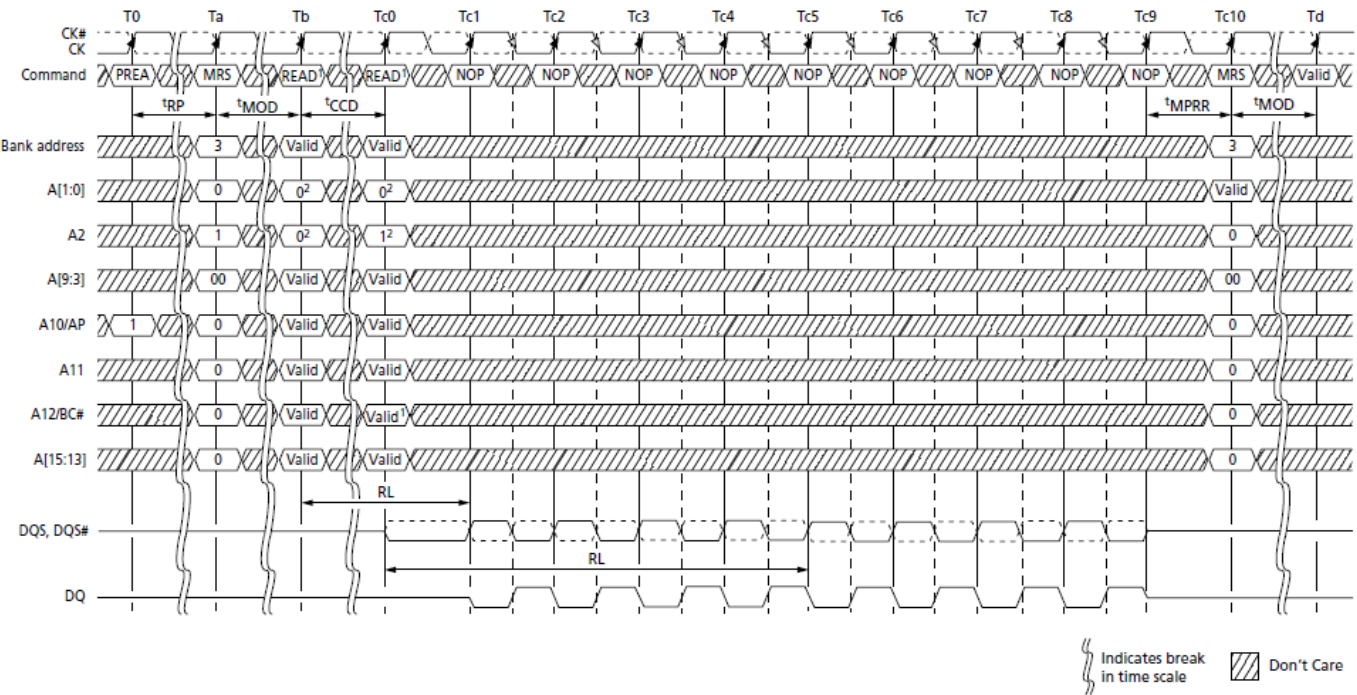 T0 Ta Tb Tc0 Tc1 Tc2 Tc3 Tc4 Tc5 Tc6 Tc7 Tc8 Tc9 Tc10 Td
CK#
CK
Command PREA MRS READ1 READ1 NOP NOP NOP NOP NOP NOP NOP NOP NOP MRS Valid
tRP tMOD tCCD tMPRR tMOD
Bank address 3 Valid Valid 3
A[1:0] 0 02 02 Valid
A2 1 02 12 0
A[9:3] 00 Valid Valid 00
A10/AP 1 0 Valid Valid 0
A11 0 Valid Valid 0
A12/BC# 0 Valid Valid1 0
A[15:13] 0 Valid Valid 0
RL
DQS, DQS#
RL
DQ
Indicates break
in time scale
Don't Care